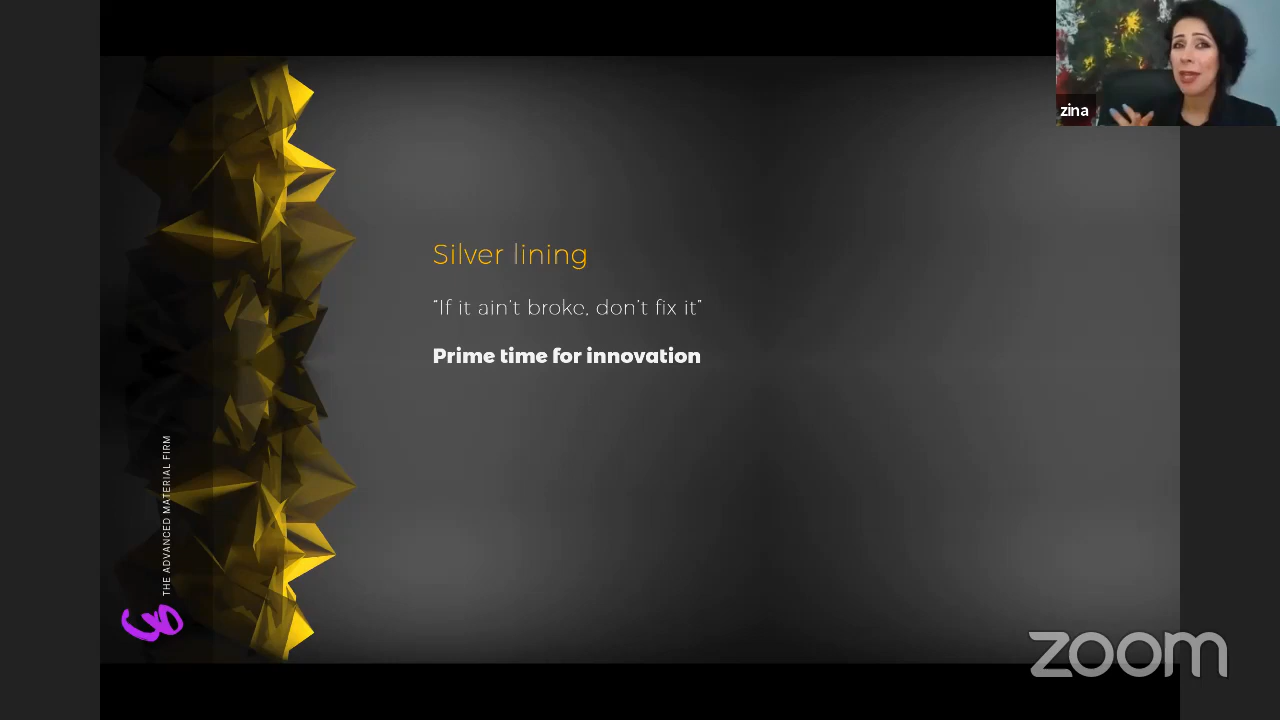 zina
Silver lining
"If it ain't broke, don't fix it"
Prime time for innovation
THE ADVANCED MATERIAL FIRM
zoom